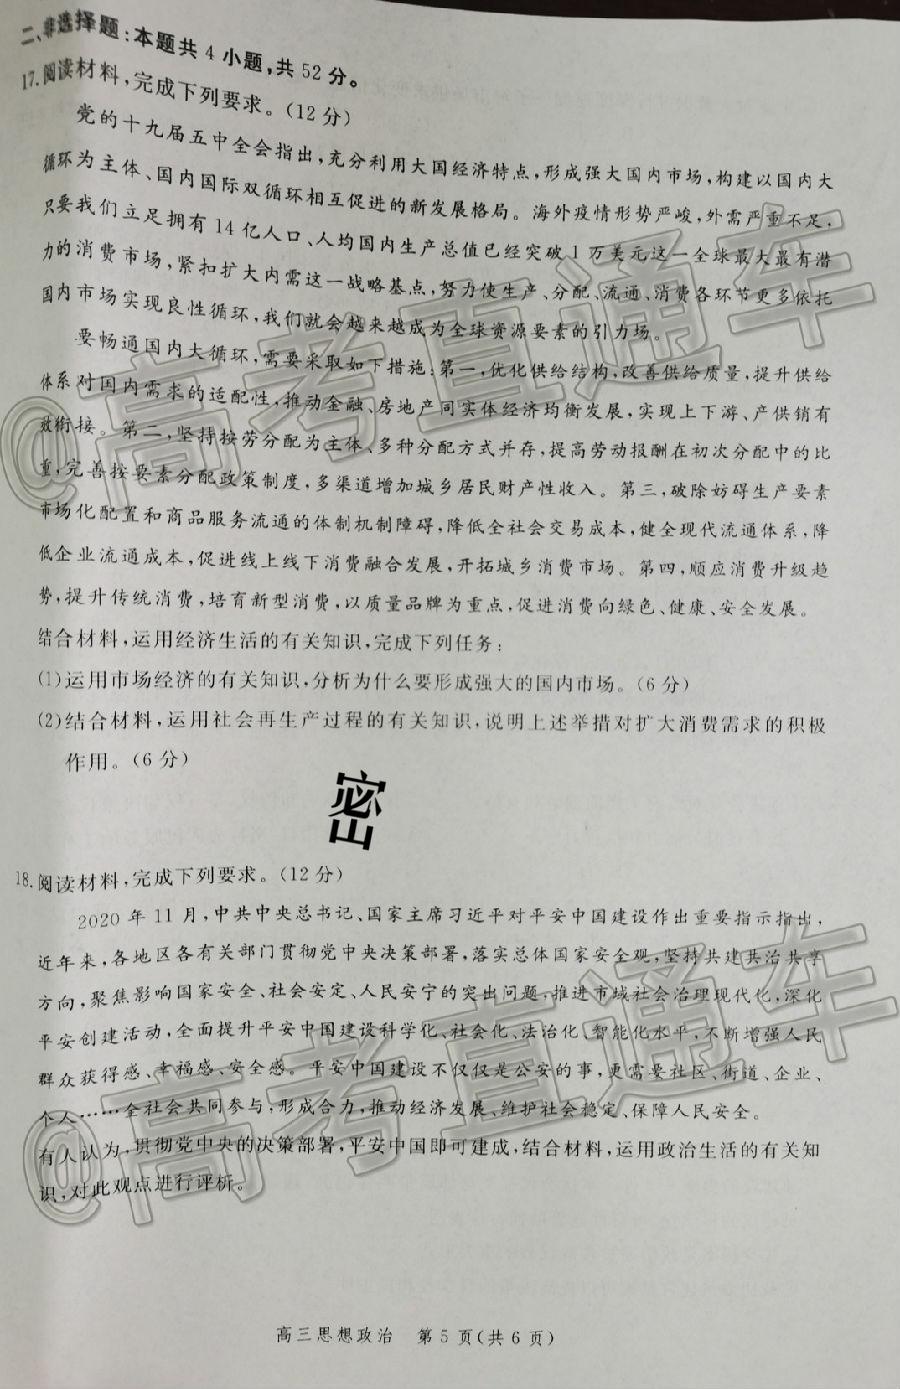 二、非选择题:本题共 4 小题,共 52 分。
17.阅读材料,完成下列要求。(12 分)
党的十九届五中全会指出,充分利用大国经济特点,形成强大国内市场,构建以国内大
循环为主体、国内国际双循环相互促进的新发展格局。海外疫情形势严峻,外需严重不足,
只要我们立足拥有 14 亿人口、人均国内生产总值已经突破 1 万美元这一全球最大最有潜
力的消费市场,紧扣扩大内需这一战略基点,努力使生产、分配、流通、消费各环节更多依托
国内市场实现良性循环,我们就会越来越成为全球资源要素的引力场。
要畅通国内大循环,需要采取如下措施:第一,优化供给结构,改善供给质量,提升供给
体系对国内需求的适配性,推动金融、房地产同实体经济均衡发展,实现上下游、产供销有
效衔接。第二,坚持按劳分配为主体、多种分配方式并存,提高劳动报酬在初次分配中的比
重,完善按要素分配政策制度,多渠道增加城乡居民财产性收入。第三,破除妨碍生产要素
市场化配置和商品服务流通的体制机制障碍,降低全社会交易成本,健全现代流通体系,降
低企业流通成本,促进线上线下消费融合发展,开拓城乡消费市场。第四,顺应消费升级趋
势,提升传统消费,培育新型消费,以质量品牌为重点,促进消费向绿色、健康、安全发展。
结合材料,运用经济生活的有关知识,完成下列任务:
(1)运用市场经济的有关知识,分析为什么要形成强大的国内市场。(6 分)
(2)结合材料,运用社会再生产过程的有关知识,说明上述举措对扩大消费需求的积极
作用。(6 分)
密
18.阅读材料,完成下列要求。(12 分)
2020 年 11 月,中共中央总书记、国家主席习近平对平安中国建设作出重要指示指出,
近年来,各地区各有关部门贯彻党中央决策部署,落实总体国家安全观,坚持共建共治共享
方向,聚焦影响国家安全、社会安定、人民安宁的突出问题,推进市域社会治理现代化,深化
平安创建活动,全面提升平安中国建设科学化、社会化、法治化、智能化水平,不断增强人民
群众获得感、幸福感、安全感。平安中国建设不仅仅是公安的事,更需要社区、街道、企业、
个人……全社会共同参与,形成合力,推动经济发展、维护社会稳定、保障人民安全。
有人认为,贯彻党中央的决策部署,平安中国即可建成,结合材料,运用政治生活的有关知
识,对此观点进行评析。
高三思想政治 第 5 页(共 6 页)
@高考直通车
@高考直通车